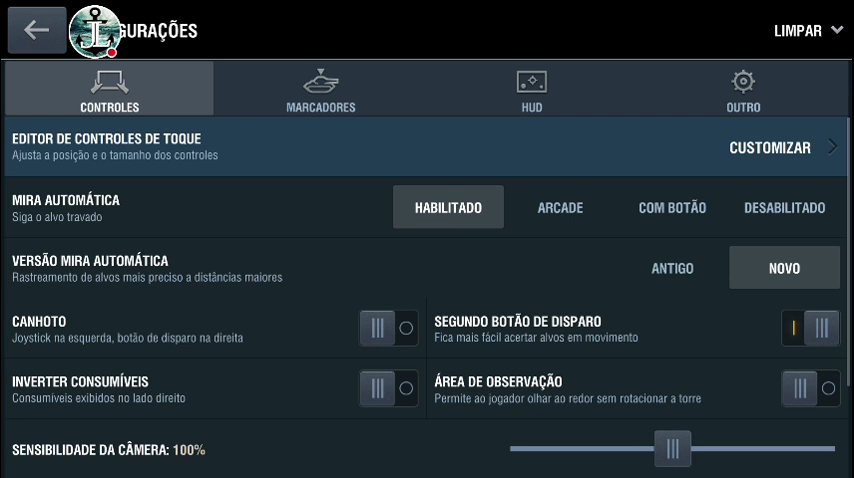 GURAÇÕES
LIMPAR
CONTROLES
MARCADORES
HUD
OUTRO
EDITOR DE CONTROLES DE TOQUE
Ajusta a posição e o tamanho dos controles
CUSTOMIZAR
MIRA AUTOMÁTICA
Siga o alvo travado
HABILITADO
ARCADE
COM BOTÃO
DESABILITADO
VERSÃO MIRA AUTOMÁTICA
Rastreamento de alvos mais preciso a distâncias maiores
ANTIGO
NOVO
CANHOTO
Joystick na esquerda, botão de disparo na direita
SEGUNDO BOTÃO DE DISPARO
Fica mais fácil acertar alvos em movimento
INVERTER CONSUMÍVEIS
Consumíveis exibidos no lado direito
ÁREA DE OBSERVAÇÃO
Permite ao jogador olhar ao redor sem rotacionar a torre
SENSIBILIDADE DA CÂMERA: 100%